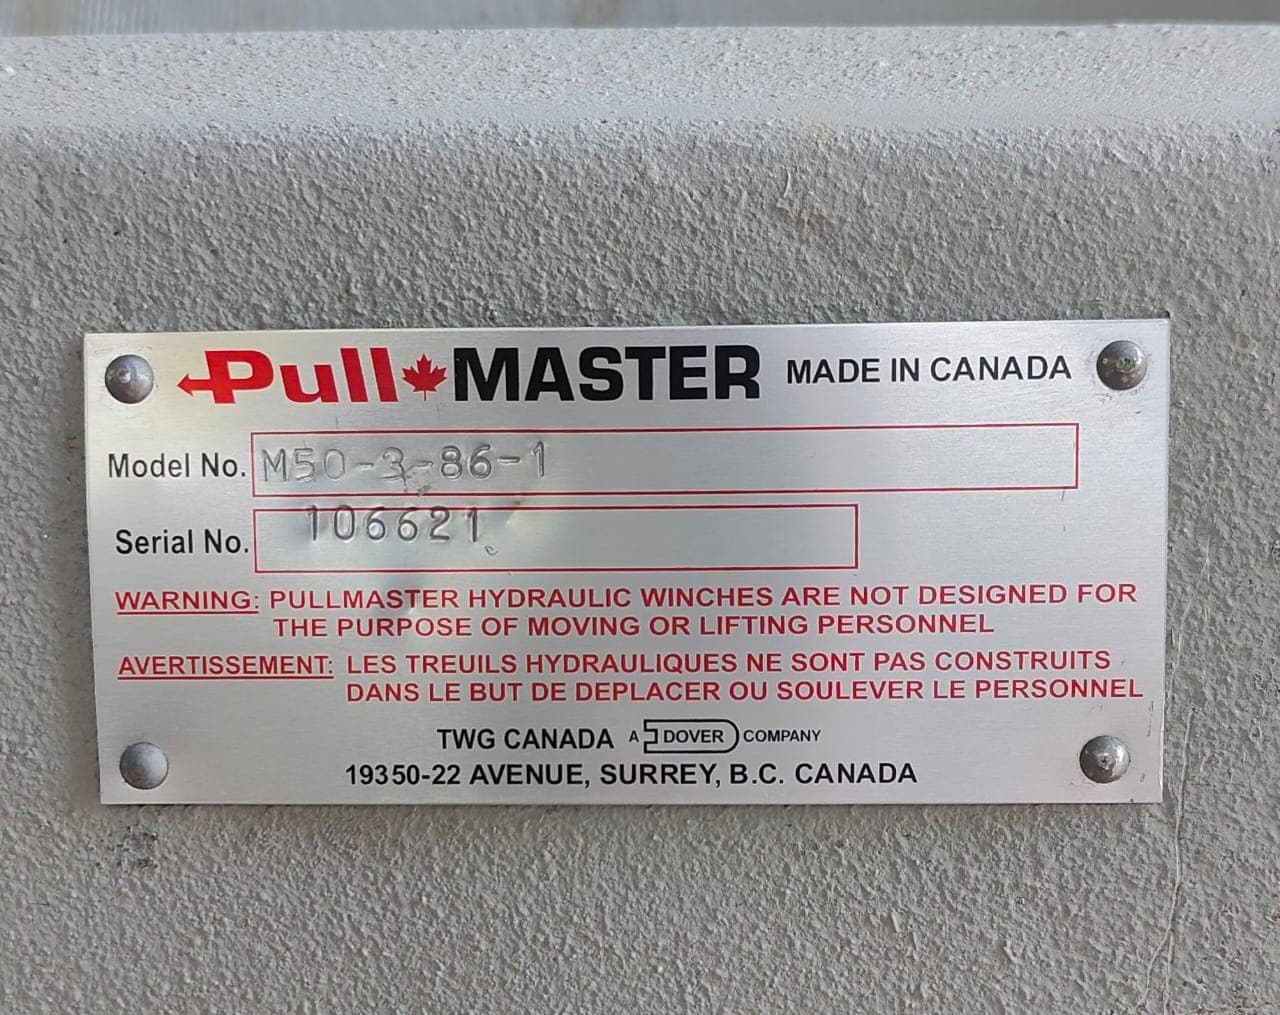 Pull MASTER MADE IN CANADA
Model No. M50-3-86-1
Serial No. 106621
WARNING: PULLMASTER HYDRAULIC WINCHES ARE NOT DESIGNED FOR
THE PURPOSE OF MOVING OR LIFTING PERSONNEL
AVERTISSEMENT: LES TREUILS HYDRAULIQUES NE SONT PAS CONSTRUITS
DANS LE BUT DE DEPLACER OU SOULEVER LE PERSONNEL
TWG CANADA A DOVER COMPANY
19350-22 AVENUE, SURREY, B.C. CANADA